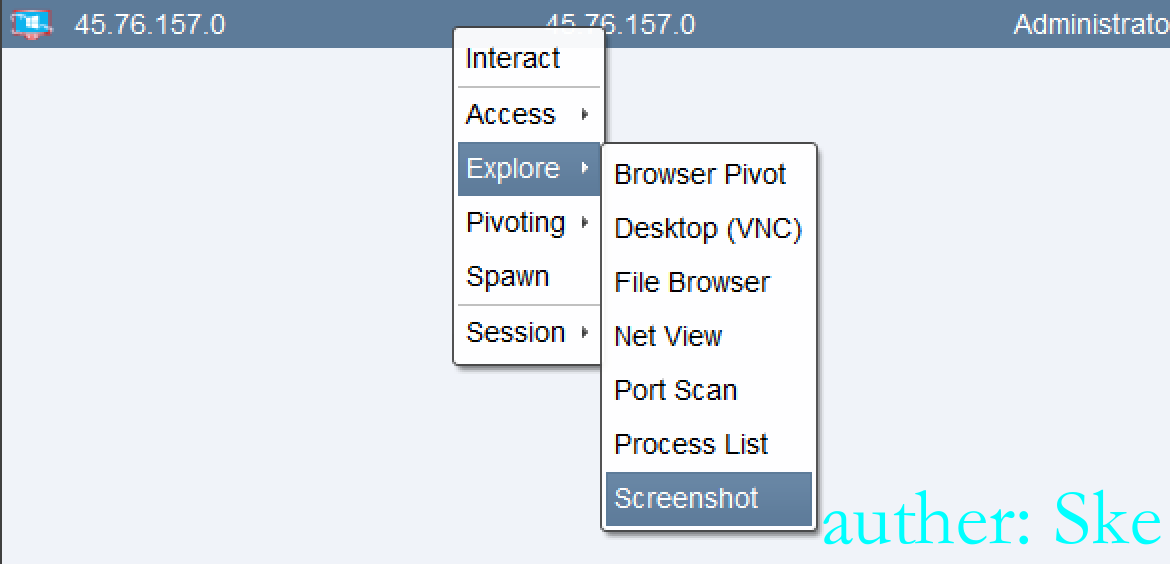 45.76.157.0 45.76.157.0 Administrato
Interact
Access
Explore
Pivoting
Spawn
Session
Browser Pivot
Desktop (VNC)
File Browser
Net View
Port Scan
Process List
Screenshot
auther: Ske